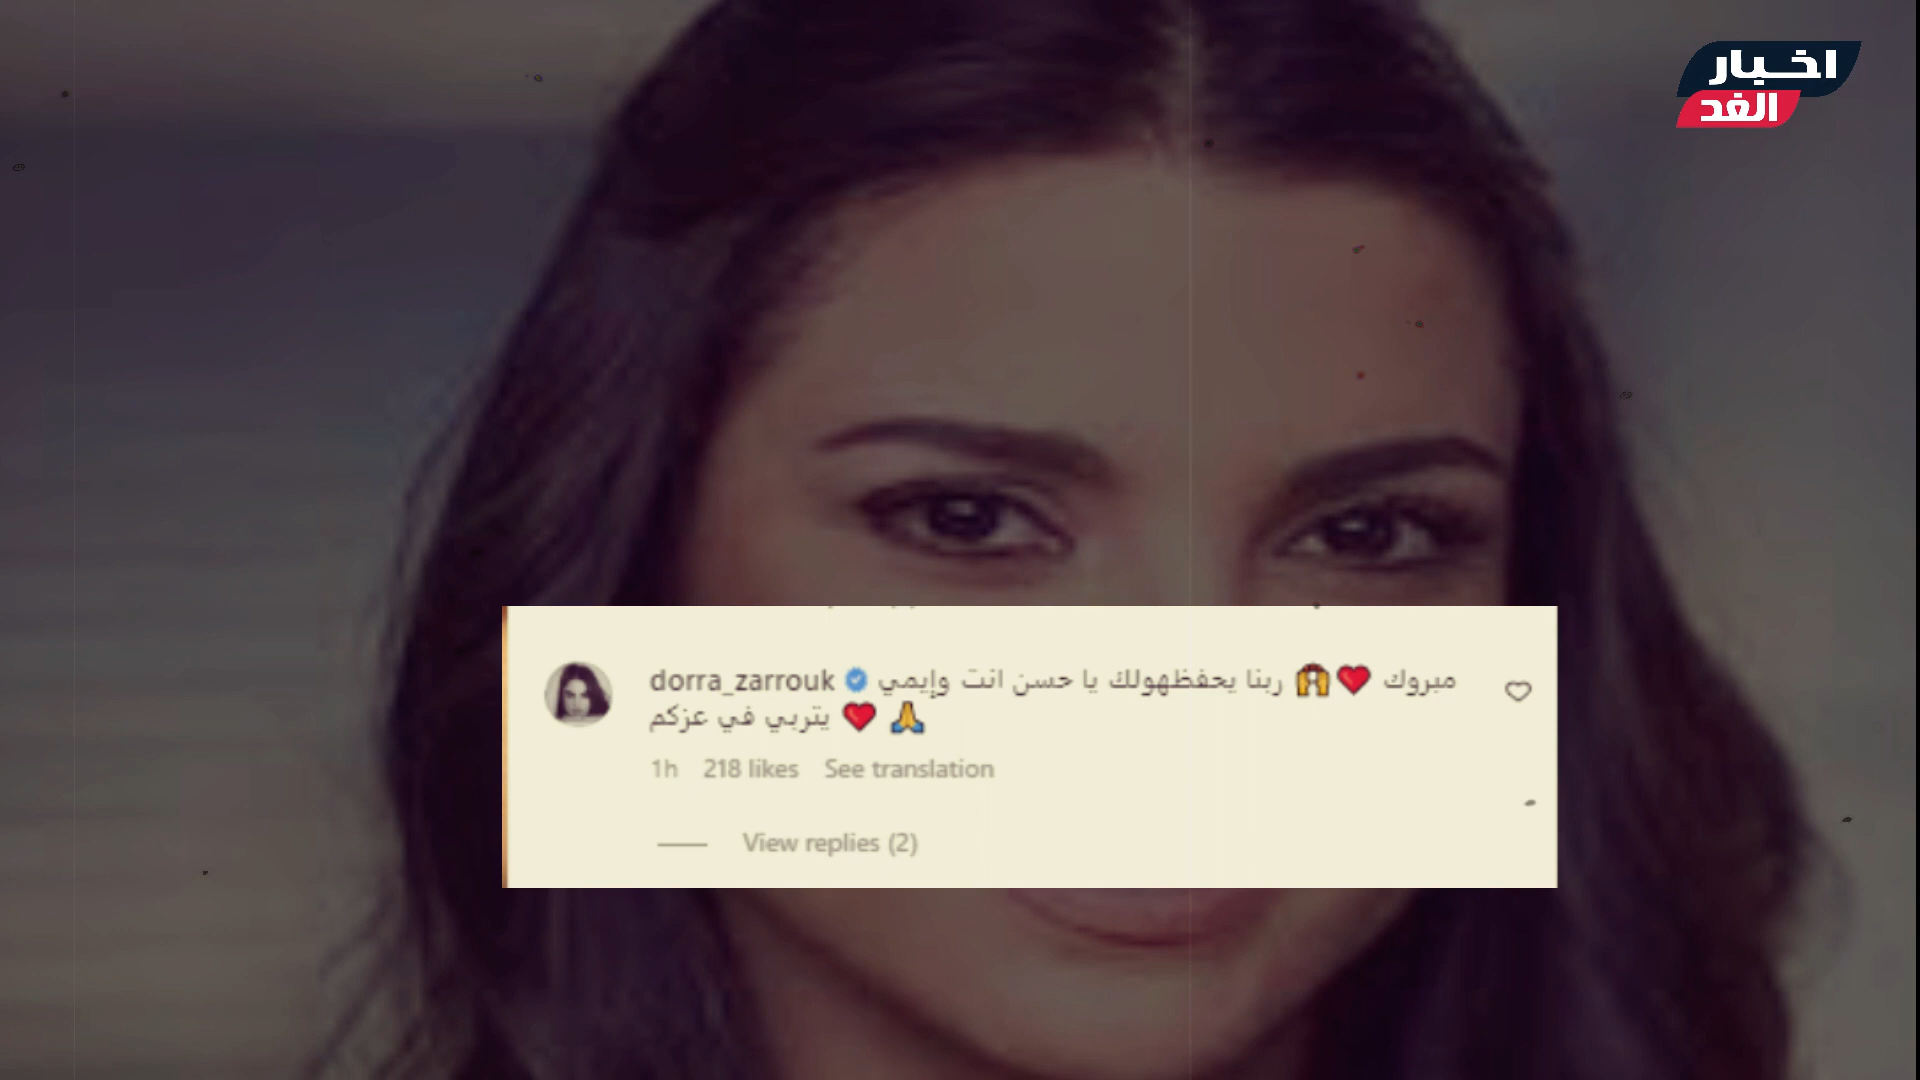 اخبار
الغد
dorra_zarrouk مبروك ❤️🙌 ربنا يحفظهولك يا حسن انت وإيمي
يتربي في عزكم ❤️ 🙏
1h 218 likes See translation
View replies (2)